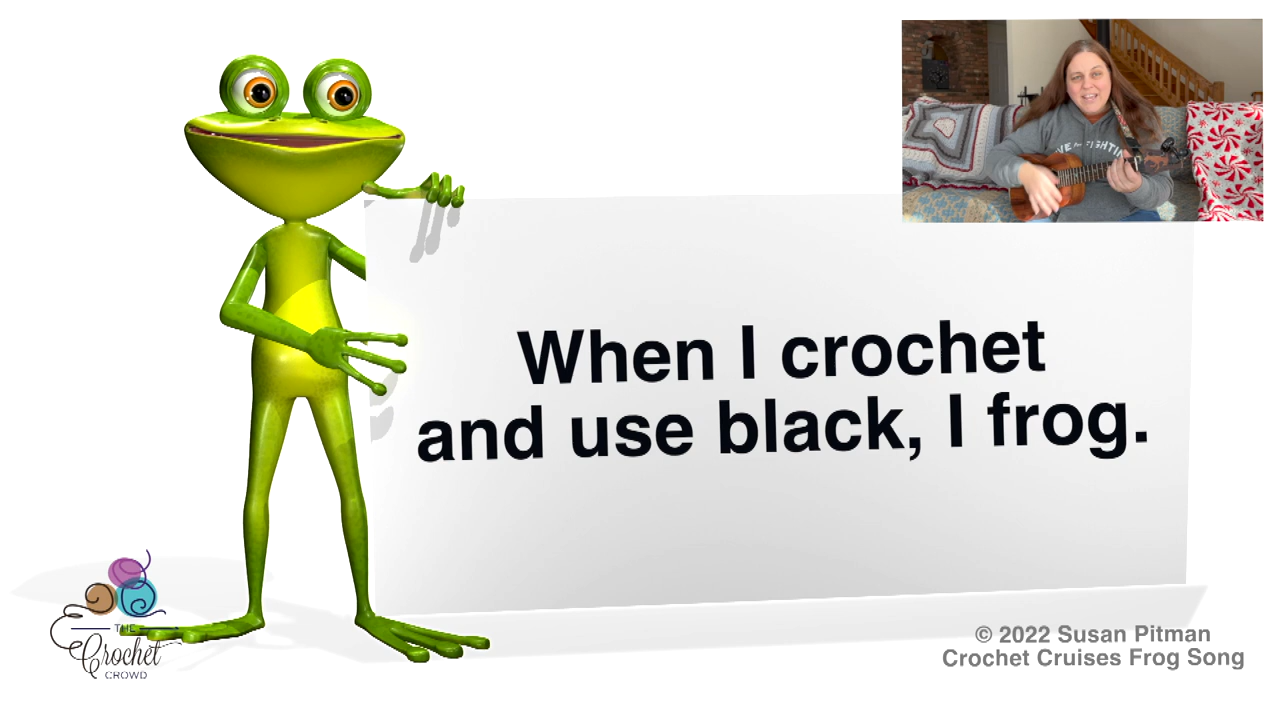 When I crochet
and use black, I frog.
THE
Crochet
CROWD
© 2022 Susan Pitman
Crochet Cruises Frog Song